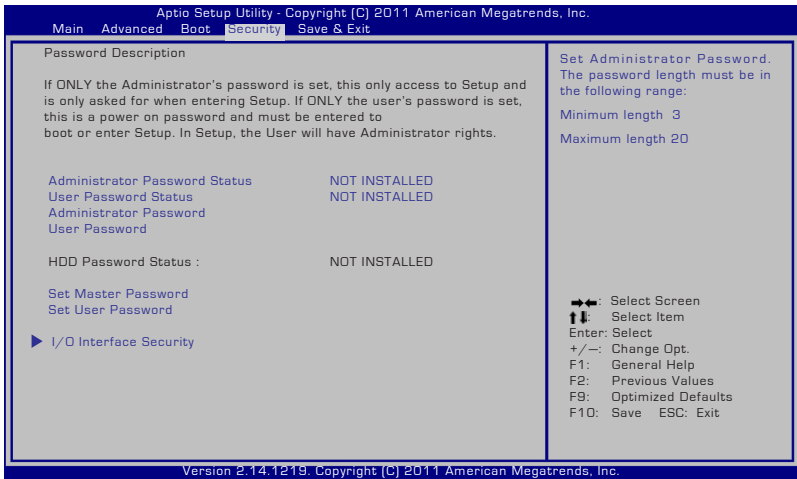 Aptio Setup Utility - Copyright (C) 2011 American Megatrends, Inc.
Main Advanced Boot Security Save & Exit
Password Description
If ONLY the Administrator's password is set, this only access to Setup and
is only asked for when entering Setup. If ONLY the user's password is set,
this is a power on password and must be entered to
boot or enter Setup. In Setup, the User will have Administrator rights.
Administrator Password Status NOT INSTALLED
User Password Status NOT INSTALLED
Administrator Password
User Password
HDD Password Status : NOT INSTALLED
Set Master Password
Set User Password
I/O Interface Security
Set Administrator Password.
The password length must be in
the following range:
Minimum length 3
Maximum length 20
→←: Select Screen
↑↓: Select Item
Enter: Select
+/—: Change Opt.
F1: General Help
F2: Previous Values
F9: Optimized Defaults
F10: Save ESC: Exit
Version 2.14.1219. Copyright (C) 2011 American Megatrends, Inc.